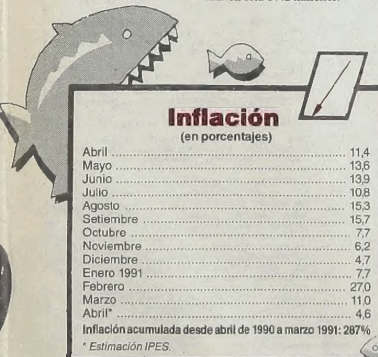 Inflación
(en porcentajes)
Abril ........ 11,4
Mayo ........ 13,6
Junio ........ 13,9
Julio ........ 10,8
Agosto ........ 15,3
Setiembre ........ 15,7
Octubre ........ 7,7
Noviembre ........ 6,2
Diciembre ........ 4,7
Enero 1991 ........ 7,7
Febrero ........ 27,0
Marzo ........ 11,0
Abril* ........ 4,6
Inflación acumulada desde abril de 1990 a marzo 1991: 287%
* Estimación IPES.